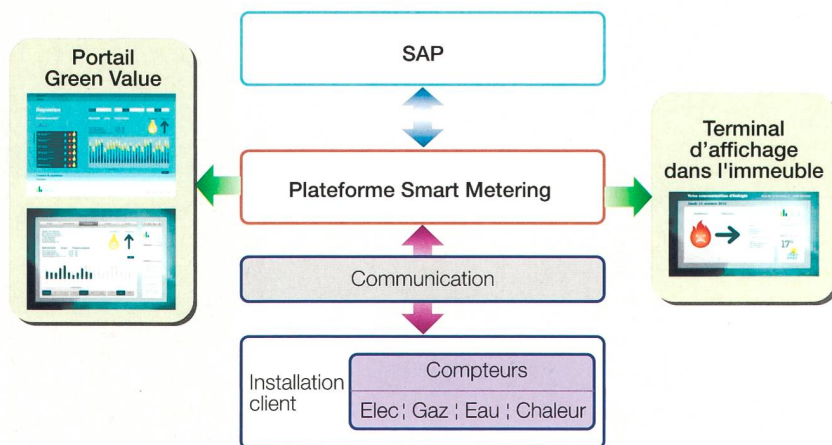 Portail
Green Value
SAP
Plateforme Smart Metering
Terminal
d'affichage
dans l'immeuble
17°
Communication
Installation
client
Compteurs
Elec ¦ Gaz ¦ Eau ¦ Chaleur